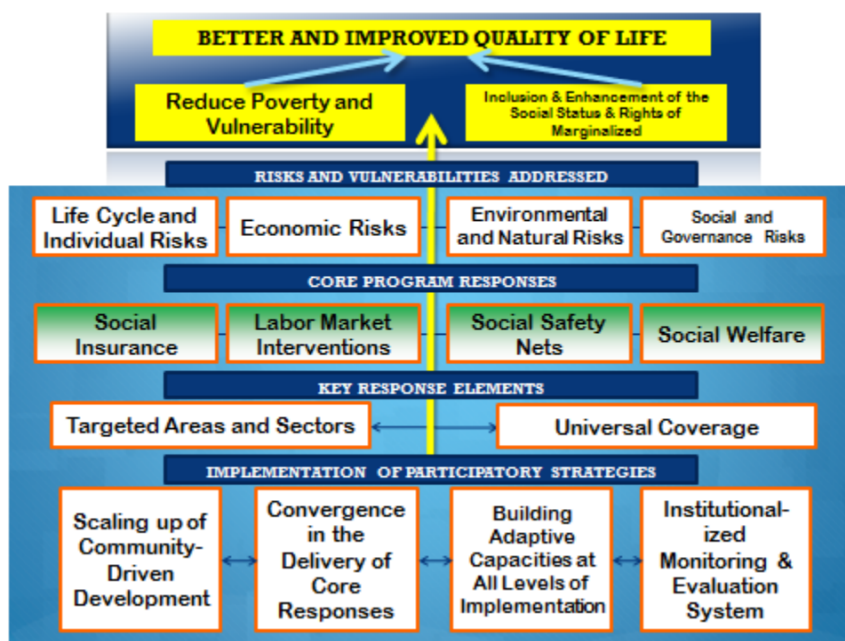 BETTER AND IMPROVED QUALITY OF LIFE
Reduce Poverty and
Vulnerability
Inclusion & Enhancement of the
Social Status & Rights of
Marginalized
RISKS AND VULNERABILITIES ADDRESSED
Life Cycle and
Individual Risks
Economic Risks
Environmental
and Natural Risks
Social and
Governance Risks
CORE PROGRAM RESPONSES
Social
Insurance
Labor Market
Interventions
Social Safety
Nets
Social Welfare
KEY RESPONSE ELEMENTS
Targeted Areas and Sectors
Universal Coverage
IMPLEMENTATION OF PARTICIPATORY STRATEGIES
Scaling up of
Community-
Driven
Development
Convergence
in the
Delivery of
Core
Responses
Building
Adaptive
Capacities at
All Levels of
Implementation
Institutional-
ized
Monitoring &
Evaluation
System